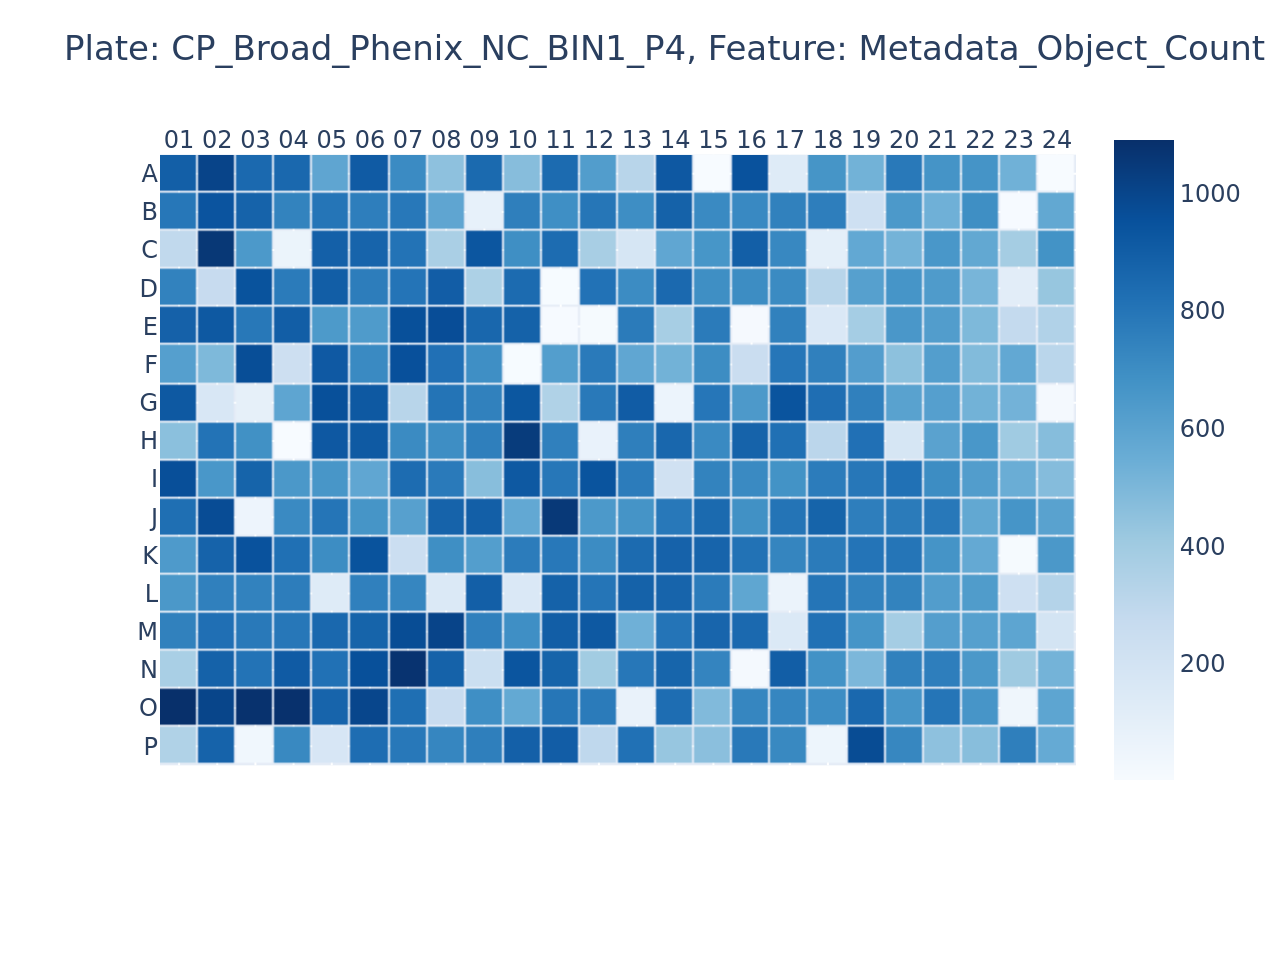 Plate: CP_Broad_Phenix_NC_BIN1_P4, Feature: Metadata_Object_Count
01 02 03 04 05 06 07 08 09 10 11 12 13 14 15 16 17 18 19 20 21 22 23 24
A
B
C
D
E
F
G
H
I
J
K
L
M
N
O
P
1000
800
600
400
200